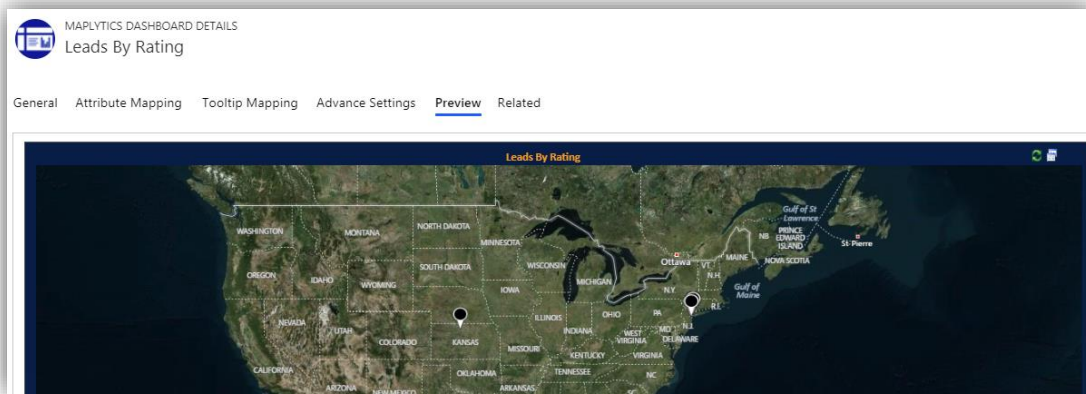 MAPLYTICS DASHBOARD DETAILS
Leads By Rating
General Attribute Mapping Tooltip Mapping Advance Settings Preview Related
Leads By Rating
Gulf of St
Lawrence
WASHINGTON
MONTANA
NORTH DAKOTA
MINNESOTA
NB
PRINCE
EDWARD
ISLAND
St-Pierre
OREGON
IDAHO
WYOMING
SOUTH DAKOTA
WISCONSIN
MICHIGAN
Ottawa
VT
MAINE
NOVA SCOTIA
N.H.
Gulf of
Maine
IOWA
N.Y.
R.I.
NEVADA
UTAH
COLORADO
KANSAS
MISSOURI
ILLINOIS
INDIANA
OHIO
PA
N.J.
WEST
VIRGINIA
MD
DELAWARE
KENTUCKY
VIRGINIA
CALIFORNIA
ARIZONA
NEW MEXICO
OKLAHOMA
ARKANSAS
TENNESSEE
NC
SC